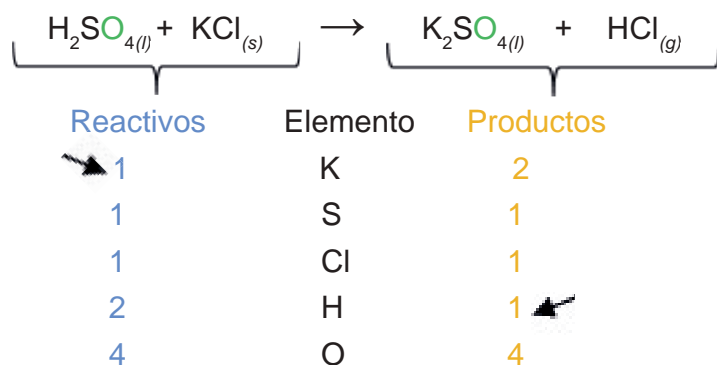 H₂SO₄(l) + KCl(s) → K₂SO₄(l) + HCl(g)
Reactivos Elemento Productos
1 K 2
1 S 1
1 Cl 1
2 H 1
4 O 4